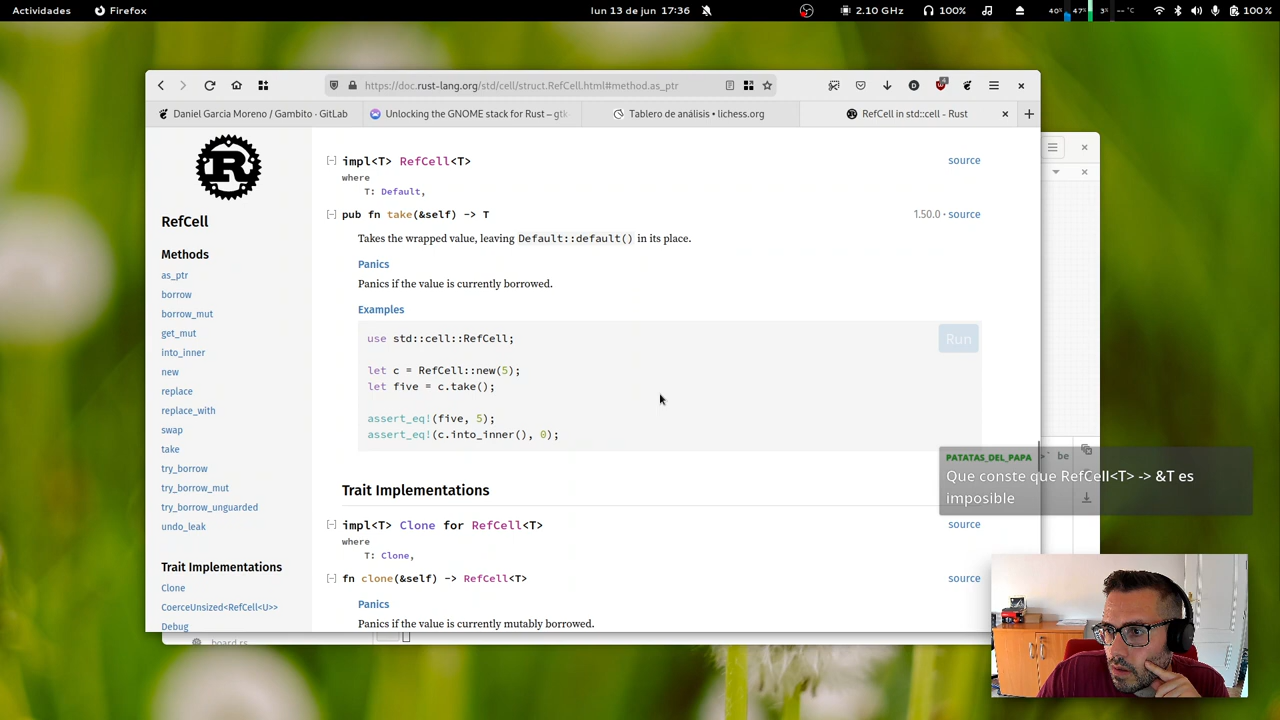 Actividades
Firefox
lun 13 de jun 17:36
2.10 GHz
100%
40%
47%
3%
--°C
100 %
https://doc.rust-lang.org/std/cell/struct.RefCell.html#method.as_ptr
4
Daniel Garcia Moreno / Gambito · GitLab
Unlocking the GNOME stack for Rust – gtk-
Tablero de análisis • lichess.org
RefCell in std::cell - Rust
R
RefCell
Methods
as_ptr
borrow
borrow_mut
get_mut
into_inner
new
replace
replace_with
swap
take
try_borrow
try_borrow_mut
try_borrow_unguarded
undo_leak
Trait Implementations
Clone
CoerceUnsized<RefCell<U>>
Debug
[-] impl<T> RefCell<T>
source
where
T: Default,
[-] pub fn take(&self) -> T
1.50.0 · source
Takes the wrapped value, leaving Default::default() in its place.
Panics
Panics if the value is currently borrowed.
Examples
Run
use std::cell::RefCell;
let c = RefCell::new(5);
let five = c.take();
assert_eq!(five, 5);
assert_eq!(c.into_inner(), 0);
Trait Implementations
[-] impl<T> Clone for RefCell<T>
source
where
T: Clone,
[-] fn clone(&self) -> RefCell<T>
source
Panics
Panics if the value is currently mutably borrowed.
board.rs
>` be
PATATAS_DEL_PAPA
Que conste que RefCell<T> -> &T es
imposible